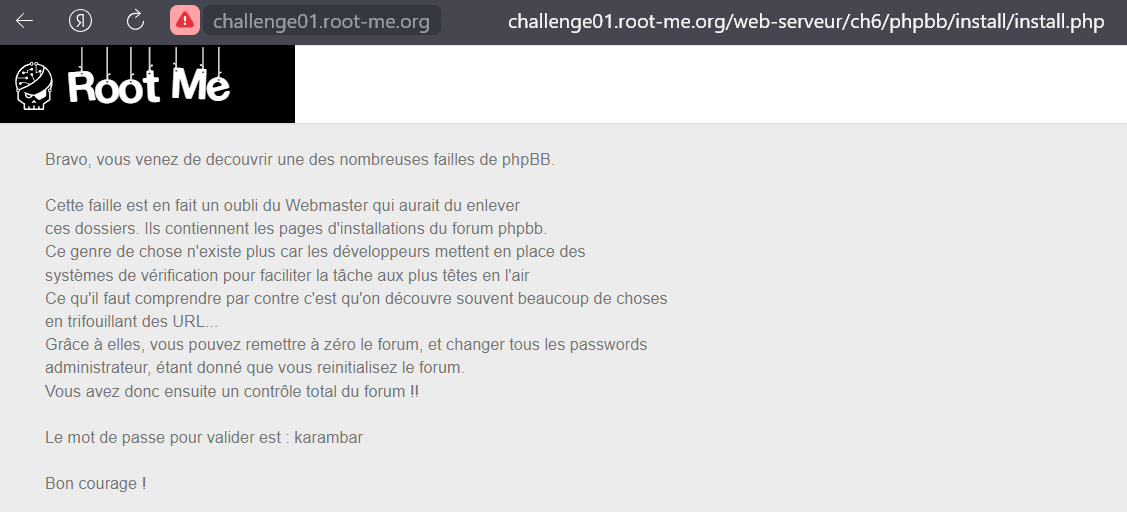 Я challenge01.root-me.org challenge01.root-me.org/web-serveur/ch6/phpbb/install/install.php
Root Me
Bravo, vous venez de decouvrir une des nombreuses failles de phpBB.
Cette faille est en fait un oubli du Webmaster qui aurait du enlever
ces dossiers. Ils contiennent les pages d'installations du forum phpbb.
Ce genre de chose n'existe plus car les développeurs mettent en place des
systèmes de vérification pour faciliter la tâche aux plus têtes en l'air
Ce qu'il faut comprendre par contre c'est qu'on découvre souvent beaucoup de choses
en trifouillant des URL...
Grâce à elles, vous pouvez remettre à zéro le forum, et changer tous les passwords
administrateur, étant donné que vous reinitialisez le forum.
Vous avez donc ensuite un contrôle total du forum !!
Le mot de passe pour valider est : karambar
Bon courage !